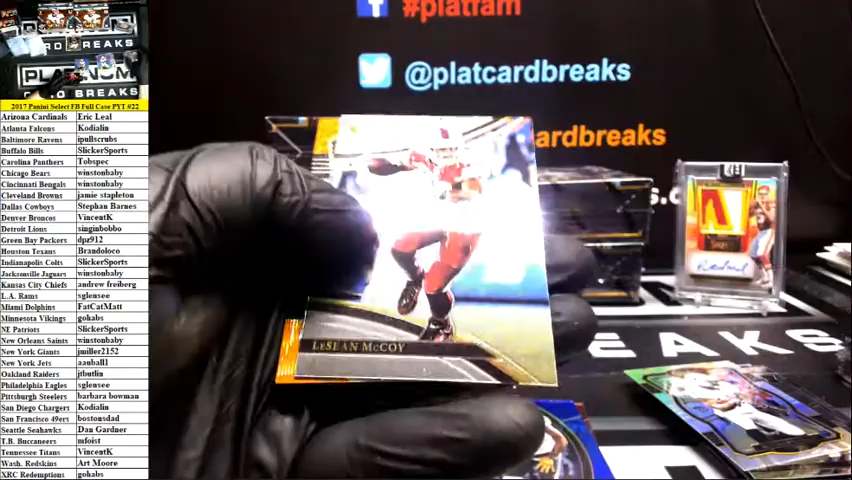 #platfam
@platcardbreaks
ardbreaks
LeSean McCoy
EAK BREAKS
PLATINUM
2017 Panini Select FB Full Case PYT #22
Arizona Cardinals Eric Leal
Atlanta Falcons Kodialin
Baltimore Ravens ipullscrubs
Buffalo Bills SlickerSports
Carolina Panthers Tobspec
Chicago Bears winstonbaby
Cincinnati Bengals winstonbaby
Cleveland Browns jamie stapleton
Dallas Cowboys Stephan Barnes
Denver Broncos VincentK
Detroit Lions singinbobbo
Green Bay Packers dpz912
Houston Texans Brandoloco
Indianapolis Colts SlickerSports
Jacksonville Jaguars winstonbaby
Kansas City Chiefs andrew freiberg
L.A. Rams sglensee
Miami Dolphins FatCatMatt
Minnesota Vikings gohabs
NE Patriots SlickerSports
New Orleans Saints winstonbaby
New York Giants jmiller2152
New York Jets aauball1
Oakland Raiders jtbutlin
Philadelphia Eagles sglensee
Pittsburgh Steelers barbara bowman
San Diego Chargers Kodialin
San Francisco 49ers bostonsdad
Seattle Seahawks Dan Gardner
T.B. Buccaneers mfoist
Tennessee Titans VincentK
Wash. Redskins Art Moore
XRC Redemptions gohabs